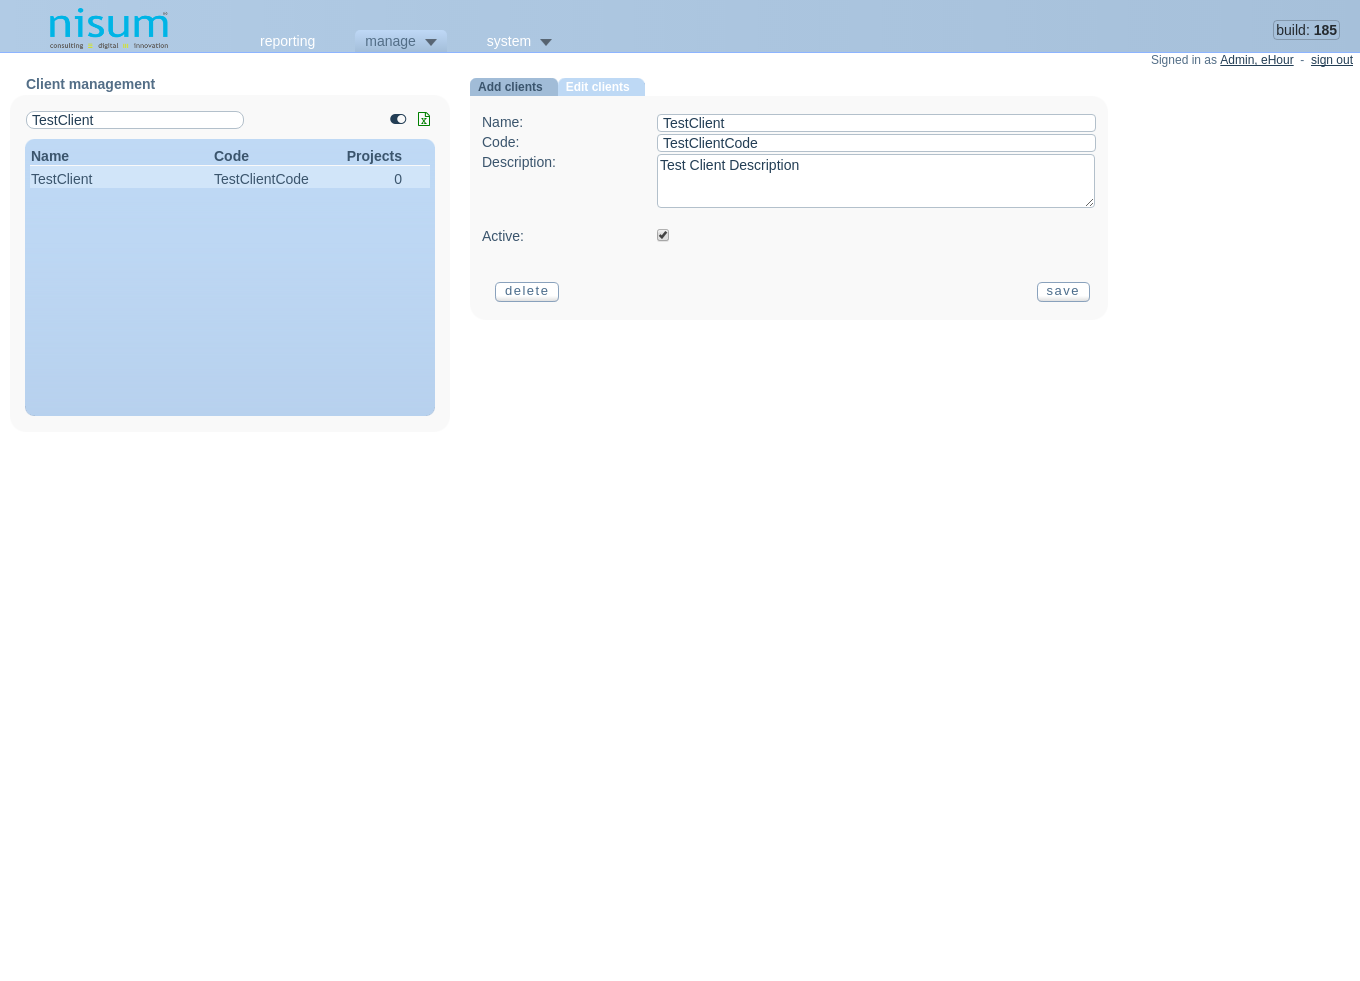 nisum
consulting digital innovation
reporting manage system
build: 185
Signed in as Admin, eHour - sign out
Client management
TestClient
Name Code Projects
TestClient TestClientCode 0
Add clients Edit clients
Name: TestClient
Code: TestClientCode
Description: Test Client Description
Active:
delete save